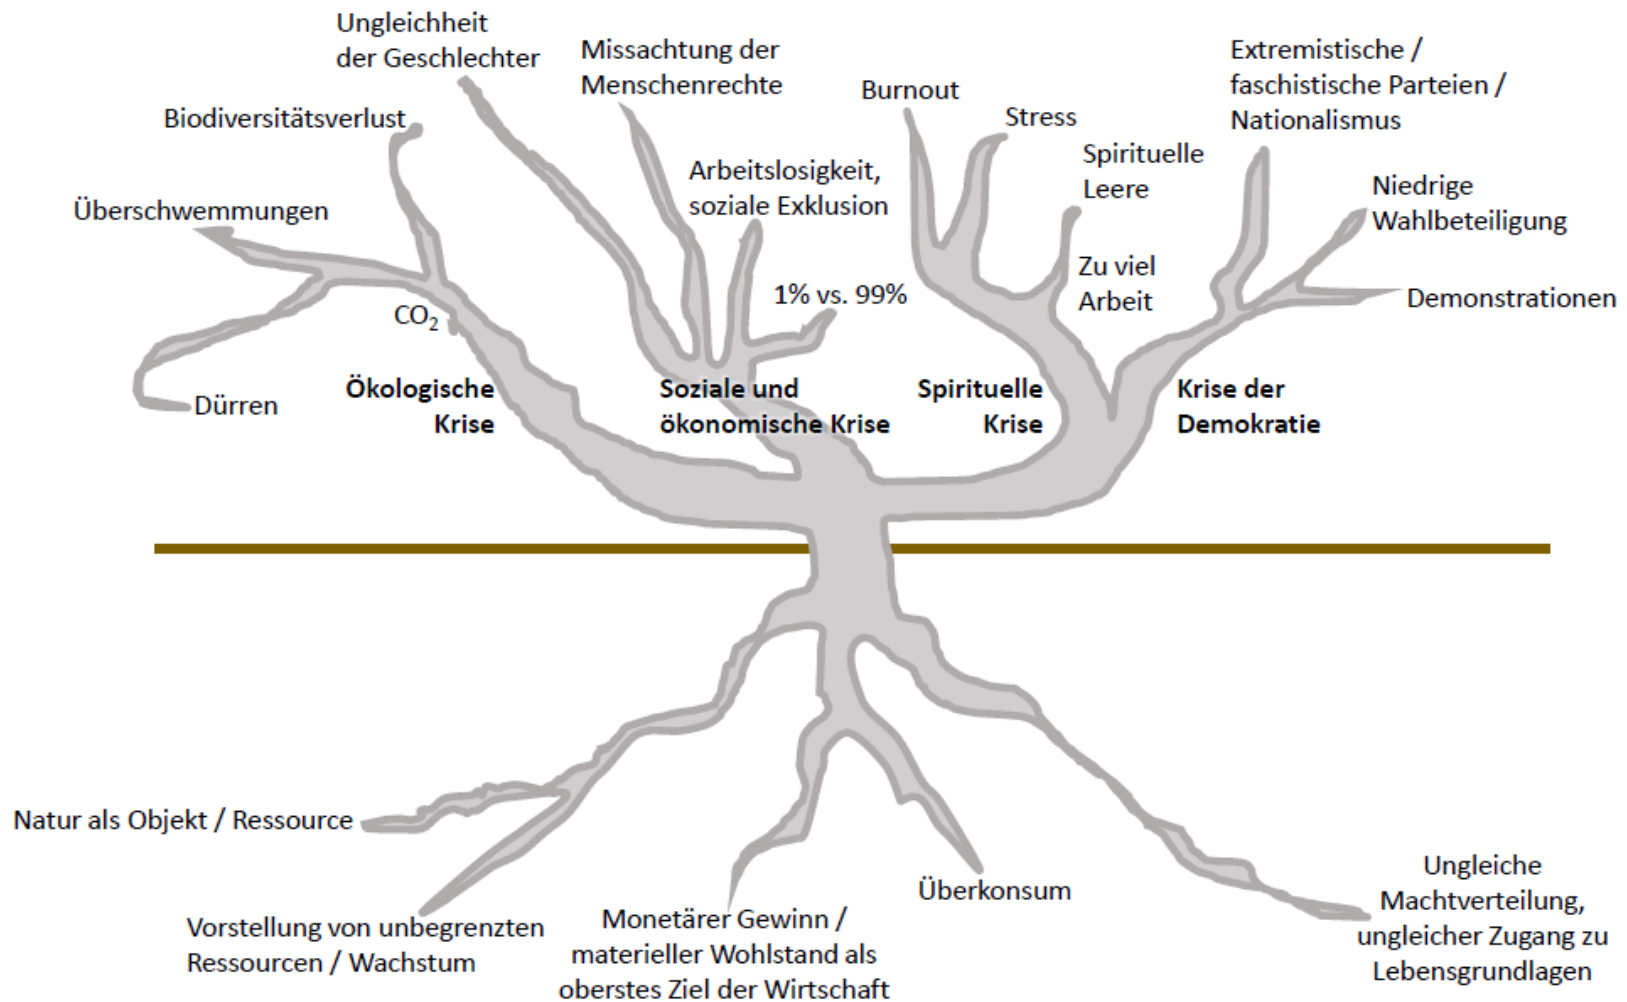 Ungleichheit
der Geschlechter
Missachtung der
Menschenrechte
Burnout
Stress
Extremistische /
faschistische Parteien /
Nationalismus
Biodiversitätsverlust
Arbeitslosigkeit,
soziale Exklusion
Spirituelle
Leere
Niedrige
Wahlbeteiligung
Überschwemmungen
Zu viel
Arbeit
Demonstrationen
CO₂
1% vs. 99%
Dürren
Ökologische
Krise
Soziale und
ökonomische Krise
Spirituelle
Krise
Krise der
Demokratie
Natur als Objekt / Ressource
Vorstellung von unbegrenzten
Ressourcen / Wachstum
Monetärer Gewinn /
materieller Wohlstand als
oberstes Ziel der Wirtschaft
Überkonsum
Ungleiche
Machtverteilung,
ungleicher Zugang zu
Lebensgrundlagen